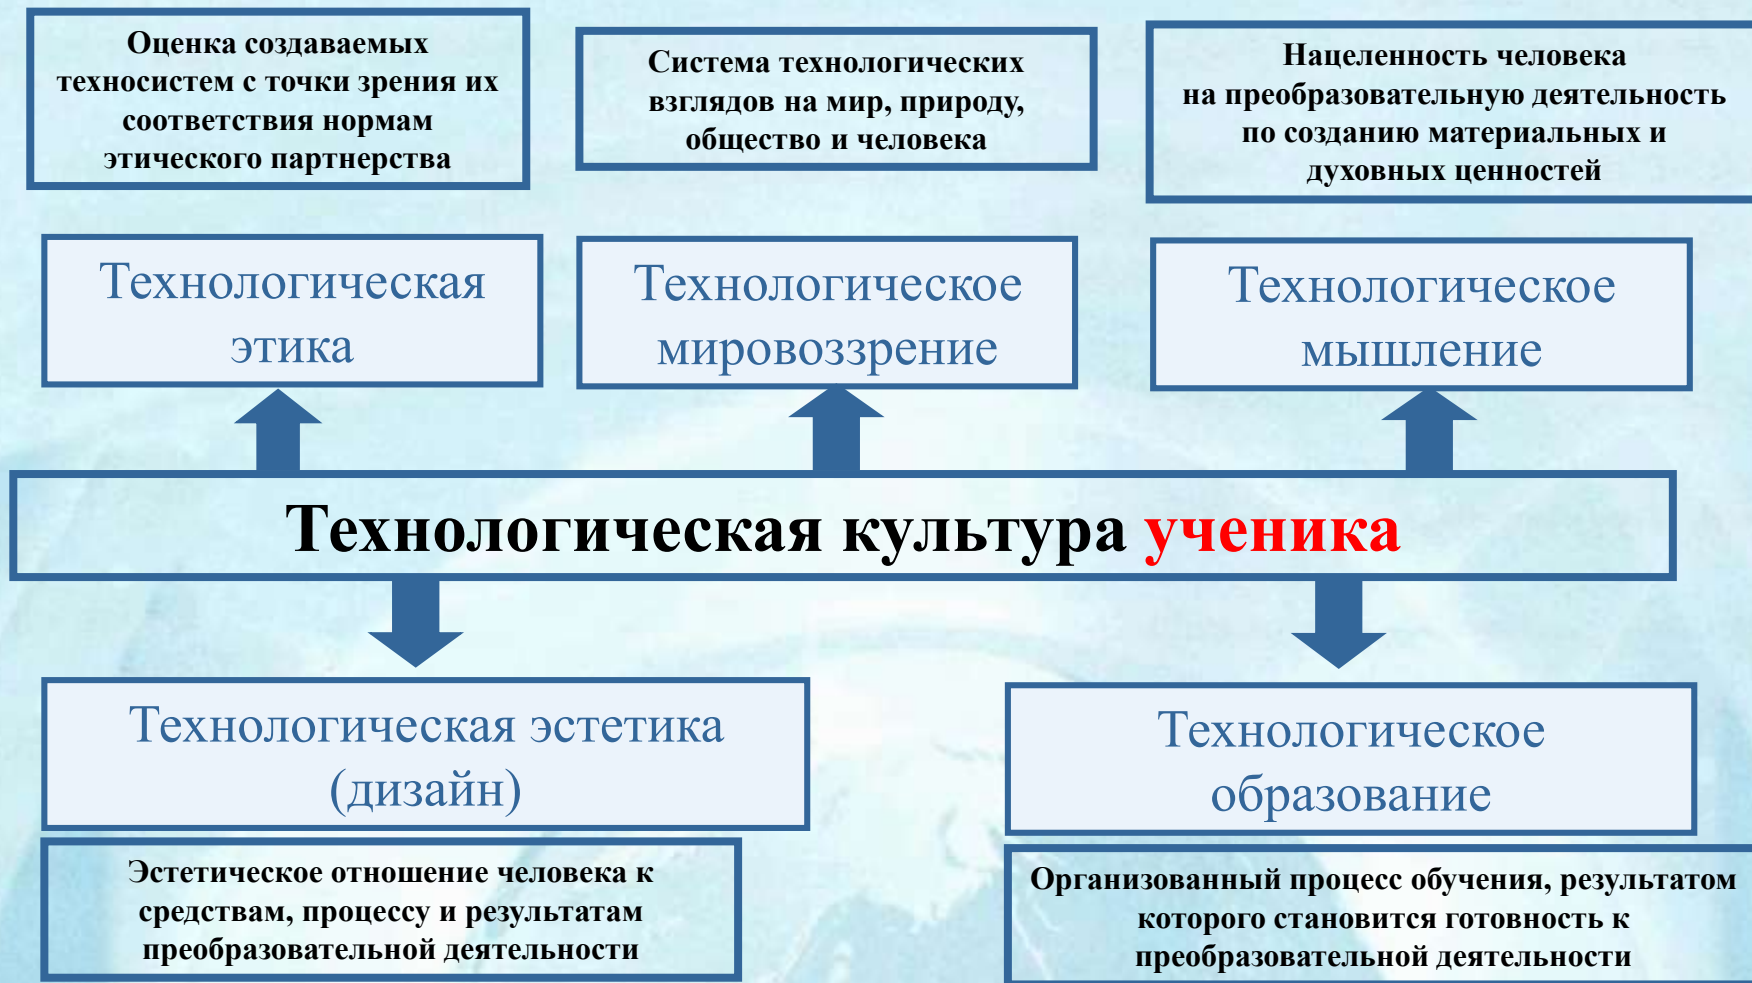 Оценка создаваемых
техносистем с точки зрения их
соответствия нормам
этического партнерства
Система технологических
взглядов на мир, природу,
общество и человека
Нацеленность человека
на преобразовательную деятельность
по созданию материальных и
духовных ценностей
Технологическая
этика
Технологическое
мировоззрение
Технологическое
мышление
Технологическая культура ученика
Технологическая эстетика
(дизайн)
Технологическое
образование
Эстетическое отношение человека к
средствам, процессу и результатам
преобразовательной деятельности
Организованный процесс обучения, результатом
которого становится готовность к
преобразовательной деятельности